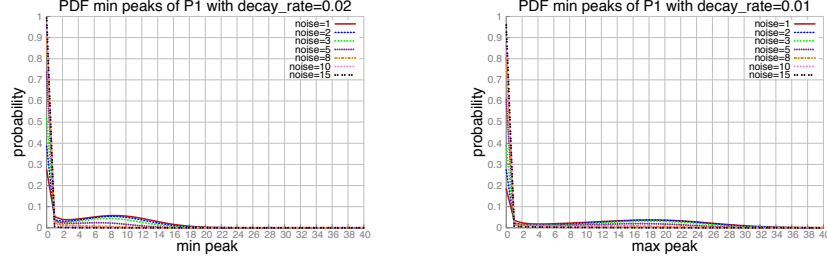 PDF min peaks of P1 with decay_rate=0.02
noise=1
noise=2
noise=3
noise=5
noise=8
noise=10
noise=15
probability
1
0.9
0.8
0.7
0.6
0.5
0.4
0.3
0.2
0.1
0
0 2 4 6 8 10 12 14 16 18 20 22 24 26 28 30 32 34 36 38 40
min peak
PDF min peaks of P1 with decay_rate=0.01
noise=1
noise=2
noise=3
noise=5
noise=8
noise=10
noise=15
probability
1
0.9
0.8
0.7
0.6
0.5
0.4
0.3
0.2
0.1
0
0 2 4 6 8 10 12 14 16 18 20 22 24 26 28 30 32 34 36 38 40
max peak